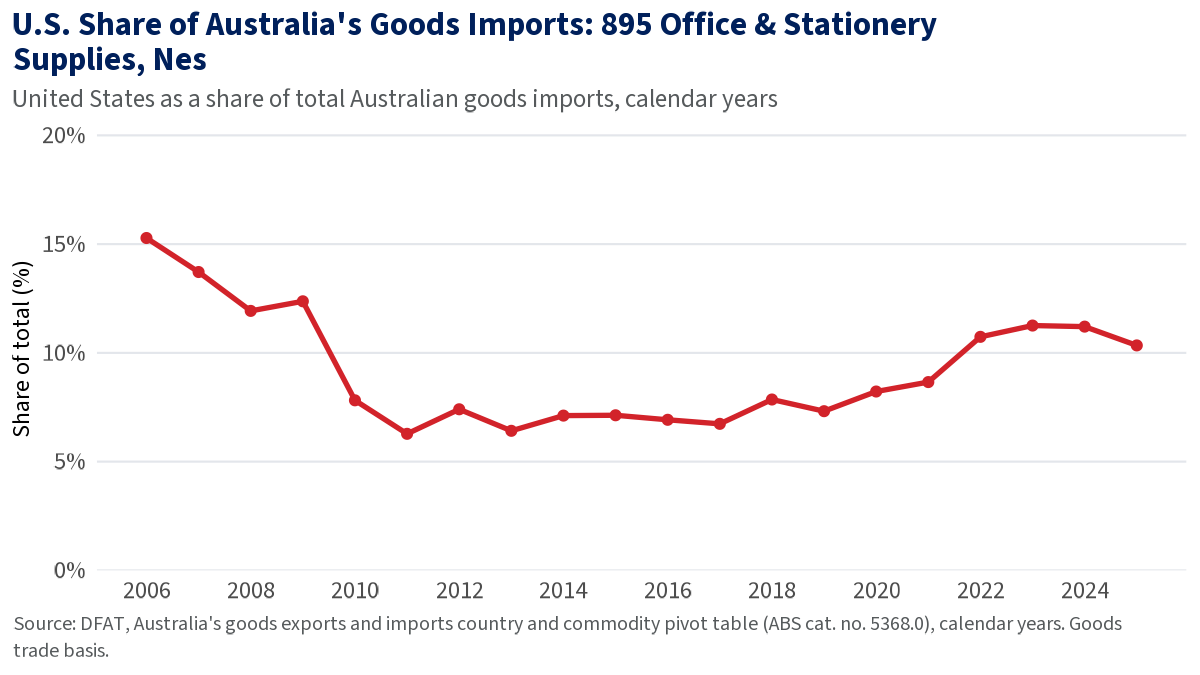 U.S. Share of Australia's Goods Imports: 895 Office & Stationery
Supplies, Nes
United States as a share of total Australian goods imports, calendar years
20%
15%
10%
5%
0%
Share of total (%)
2006 2008 2010 2012 2014 2016 2018 2020 2022 2024
Source: DFAT, Australia's goods exports and imports country and commodity pivot table (ABS cat. no. 5368.0), calendar years. Goods
trade basis.